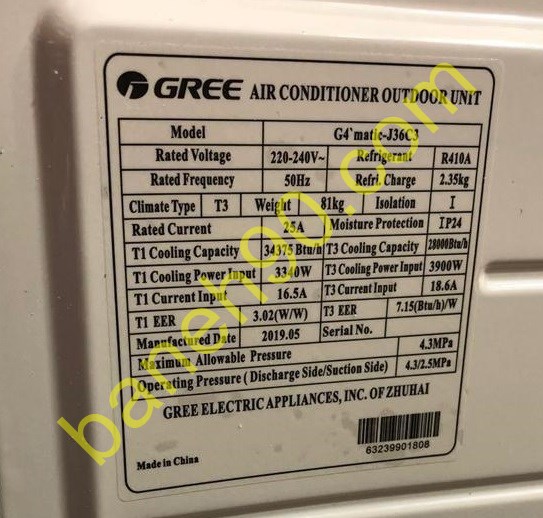 GREE AIR CONDITIONER OUTDOOR UNIT
Model G4`matic-J36C3
Rated Voltage 220-240V~ Refrigerant R410A
Rated Frequency 50Hz Refri. Charge 2.35kg
Climate Type T3 Weight 81kg Isolation I
Rated Current 25A Moisture Protection IP24
T1 Cooling Capacity 34375 Btu/h T3 Cooling Capacity 28000Btu/h
T1 Cooling Power Input 3340W T3 Cooling Power Input 3900W
T1 Current Input 16.5A T3 Current Input 18.6A
T1 EER 3.02(W/W) T3 EER 7.15(Btu/h)/W
Manufactured Date 2019.05 Serial No.
Maximum Allowable Pressure 4.3MPa
Operating Pressure ( Discharge Side/Suction Side) 4.3/2.5MPa
GREE ELECTRIC APPLIANCES, INC. OF ZHUHAI
63239901808
Made in China
baneh90.com